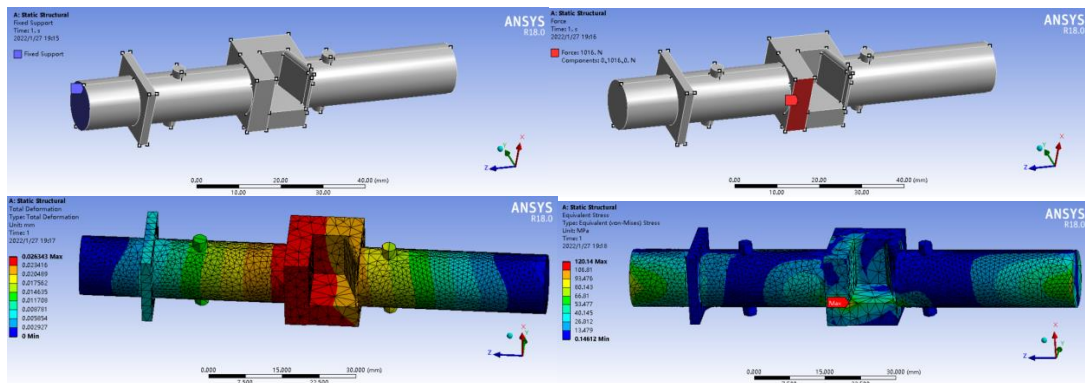 A: Static Structural
Fixed Support
Time: 1. s
2022/1/27 19:15
Fixed Support
ANSYS
R18.0
X
Y
Z
0.00
20.00
40.00 (mm)
10.00
30.00
A: Static Structural
Force
Time: 1. s
2022/1/27 19:16
Force: 1016. N
Components: 0.,1016.,0. N
ANSYS
R18.0
X
Y
Z
0.00
20.00
40.00 (mm)
10.00
30.00
A: Static Structural
Total Deformation
Type: Total Deformation
Unit: mm
Time: 1
2022/1/27 19:17
0.026343 Max
0.023416
0.020489
0.017562
0.014635
0.011708
0.008781
0.005854
0.002927
0 Min
ANSYS
R18.0
X
Z
0.000
15.000
30.000 (mm)
7.500
22.500
A: Static Structural
Equivalent Stress
Type: Equivalent (von-Mises) Stress
Unit: MPa
Time: 1
2022/1/27 19:18
120.14 Max
106.81
93.476
80.143
66.81
53.477
40.145
26.812
13.479
0.14612 Min
Max
ANSYS
R18.0
X
Z
0.000
15.000
30.000 (mm)